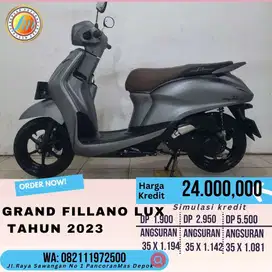 ORDER NOW!
GRAND FILLANO LUX
TAHUN 2023
Harga Kredit
24.000,000
Simulasi kredit
DP 1.900 DP 2.950 DP 5.500
ANGSURAN ANGSURAN ANGSURAN
35 X 1.194 35 X 1.142 35 X 1.081
WA: 082111972500
Jl.Raya Sawangan No 1 PancoranMas Depok